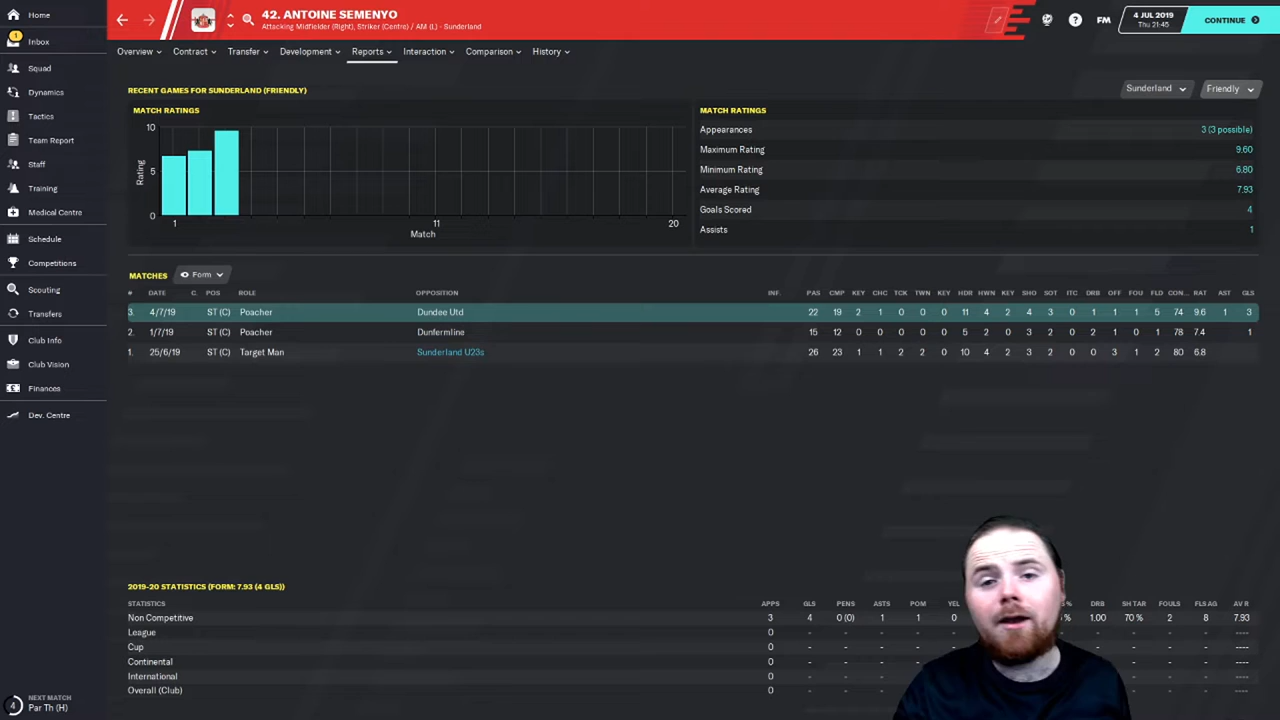 Home
1
Inbox
Squad
Dynamics
Tactics
Team Report
Staff
Training
Medical Centre
Schedule
Competitions
Scouting
Transfers
Club Info
Club Vision
Finances
Dev. Centre
4 NEXT MATCH
Par Th (H)
42. ANTOINE SEMENYO
Attacking Midfielder (Right), Striker (Centre) / AM (L) - Sunderland
? FM
4 JUL 2019
Thu 21:45
CONTINUE
Overview Contract Transfer Development Reports Interaction Comparison History
RECENT GAMES FOR SUNDERLAND (FRIENDLY)
Sunderland Friendly
MATCH RATINGS
10
5
0
Rating
1 11 20
Match
MATCH RATINGS
Appearances 3 (3 possible)
Maximum Rating 9.60
Minimum Rating 6.80
Average Rating 7.93
Goals Scored 4
Assists 1
MATCHES Form
# DATE C. POS ROLE OPPOSITION INF. PAS CMP KEY CHC TCK TWN KEY HDR HWN KEY SHO SOT ITC DRB OFF FOU FLD CON... RAT AST GLS
3. 4/7/19 ST (C) Poacher Dundee Utd 22 19 2 1 0 0 0 11 4 2 4 3 0 1 1 1 5 74 9.6 1 3
2. 1/7/19 ST (C) Poacher Dunfermline 15 12 0 0 0 0 0 5 2 0 3 2 0 2 1 0 1 78 7.4 1
1. 25/6/19 ST (C) Target Man Sunderland U23s 26 23 1 1 2 2 0 10 4 2 3 2 0 0 3 1 2 80 6.8
2019-20 STATISTICS (FORM: 7.93 (4 GLS))
STATISTICS APPS GLS PENS ASTS POM YEL % DRB SH TAR FOULS FLS AG AV R
Non Competitive 3 4 0 (0) 1 1 0 % 1.00 70 % 2 8 7.93
League 0 - - - - - - - - - ----
Cup 0 - - - - - - - - - ----
Continental 0 - - - - - - - - - ----
International 0 - - - - - - - - ----
Overall (Club) 0 - - - - - - - - ----